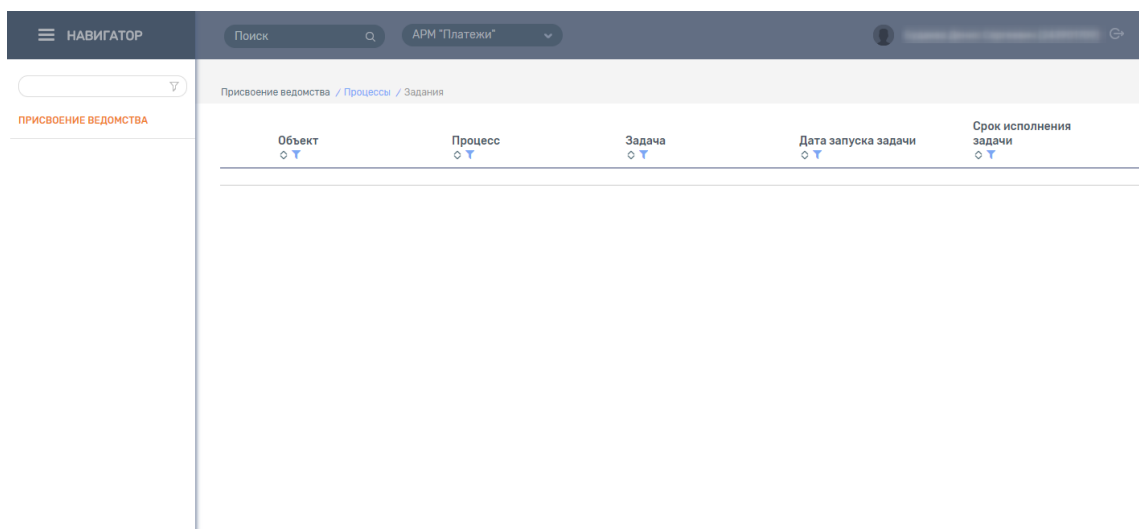 НАВИГАТОР
Поиск
АРМ "Платежи"
ПРИСВОЕНИЕ ВЕДОМСТВА
Присвоение ведомства / Процессы / Задания
Объект
Процесс
Задача
Дата запуска задачи
Срок исполнения
задачи